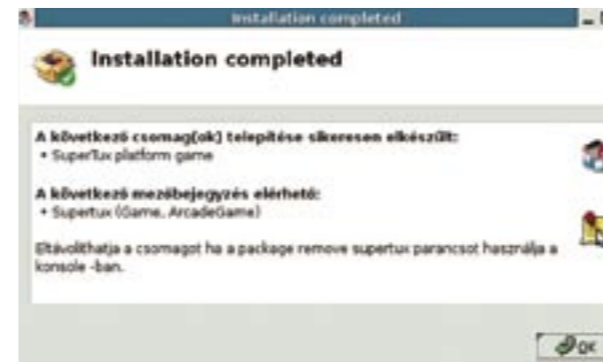 Installation completed
Installation completed
A következő csomag(ok) telepítése sikeresen elkészült:
• SuperTux platform game
A következő mezőbejegyzés elérhető:
• Supertux (Game, ArcadeGame)
Eltávolíthatja a csomagot ha a package remove supertux parancsot használja a
konsole -ban.
OK